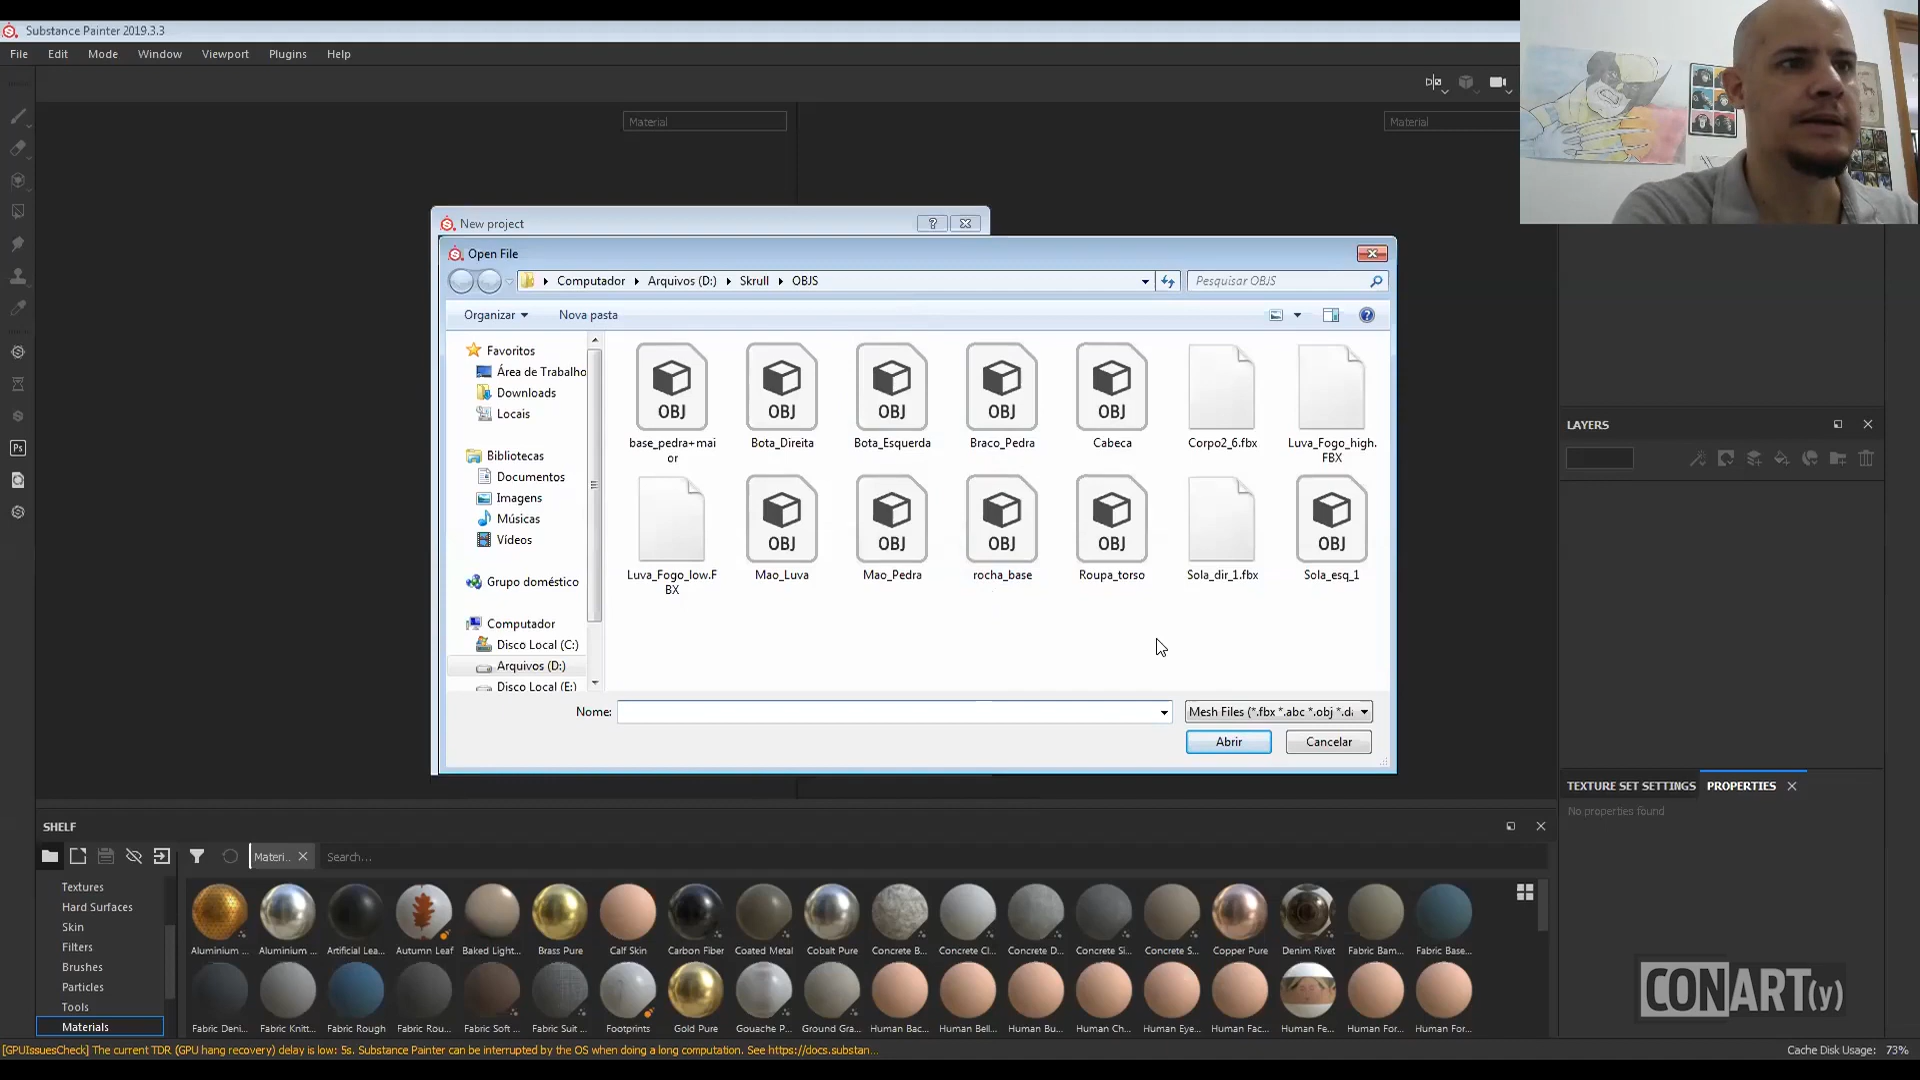 Substance Painter 2019.3.3
File Edit Mode Window Viewport Plugins Help
Material
Material
New project
Open File
Computador Arquivos (D:) Skrull OBJS
Pesquisar OBJS
Organizar Nova pasta
Favoritos
Área de Trabalho
Downloads
Locais
Bibliotecas
Documentos
Imagens
Músicas
Vídeos
Grupo doméstico
Computador
Disco Local (C:)
Arquivos (D:)
Disco Local (E:)
OBJ OBJ OBJ OBJ OBJ
base_pedra+mai
or
Bota_Direita
Bota_Esquerda
Braco_Pedra
Cabeca
Corpo2_6.fbx
Luva_Fogo_high.
FBX
OBJ OBJ OBJ OBJ OBJ
Luva_Fogo_low.F
BX
Mao_Luva
Mao_Pedra
rocha_base
Roupa_torso
Sola_dir_1.fbx
Sola_esq_1
Nome:
Mesh Files (*.fbx *.abc *.obj *.d
Abrir Cancelar
LAYERS
Ps
TEXTURE SET SETTINGS PROPERTIES
No properties found
SHELF
Materi..
Search...
Textures
Hard Surfaces
Skin
Filters
Brushes
Particles
Tools
Materials
Aluminium ... Aluminium ... Artificial Lea... Autumn Leaf Baked Light... Brass Pure Calf Skin Carbon Fiber Coated Metal Cobalt Pure Concrete B... Concrete Cl... Concrete D... Concrete Si... Concrete S... Copper Pure Denim Rivet Fabric Bam... Fabric Base...
Fabric Deni... Fabric Knitt... Fabric Rough Fabric Rou... Fabric Soft ... Fabric Suit ... Footprints Gold Pure Gouache P... Ground Gra... Human Bac... Human Bell... Human Bu... Human Ch... Human Eye... Human Fac... Human Fe... Human For... Human For...
CONART(y)
[GPUIssuesCheck] The current TDR (GPU hang recovery) delay is low: 5s. Substance Painter can be interrupted by the OS when doing a long computation. See https://docs.substan...
Cache Disk Usage: 73%